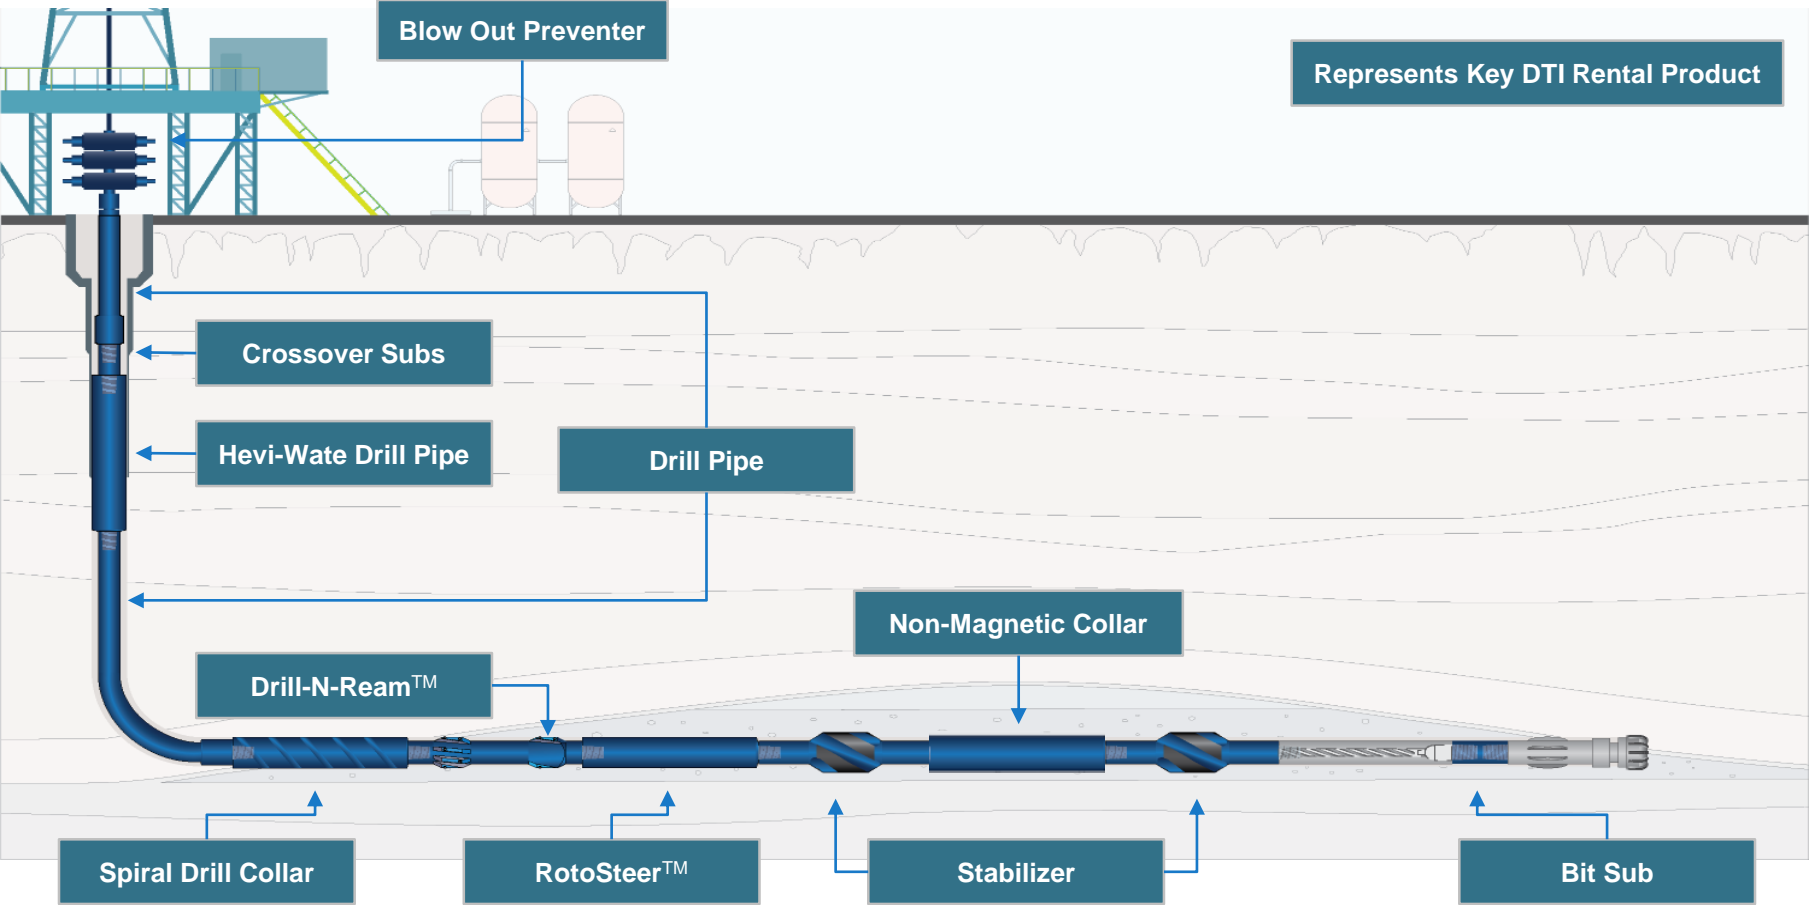 Blow Out Preventer
Represents Key DTI Rental Product
Crossover Subs
Hevi-Wate Drill Pipe
Drill Pipe
Non-Magnetic Collar
Drill-N-Ream™
Spiral Drill Collar
RotoSteer™
Stabilizer
Bit Sub